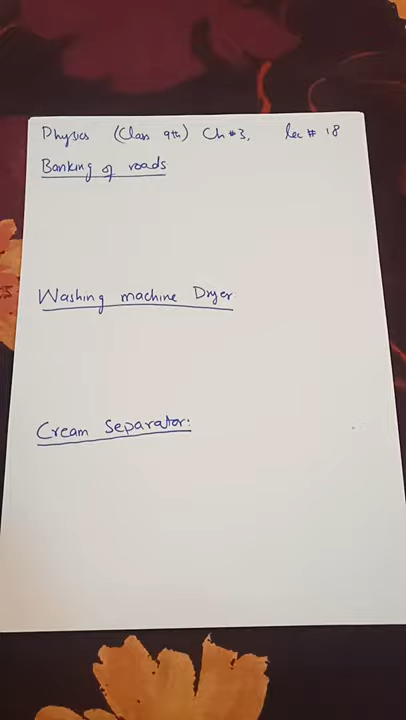 Physics (Class 9th) Ch #3, lec # 18
Banking of roads
Washing machine Dryer
Cream Separator: